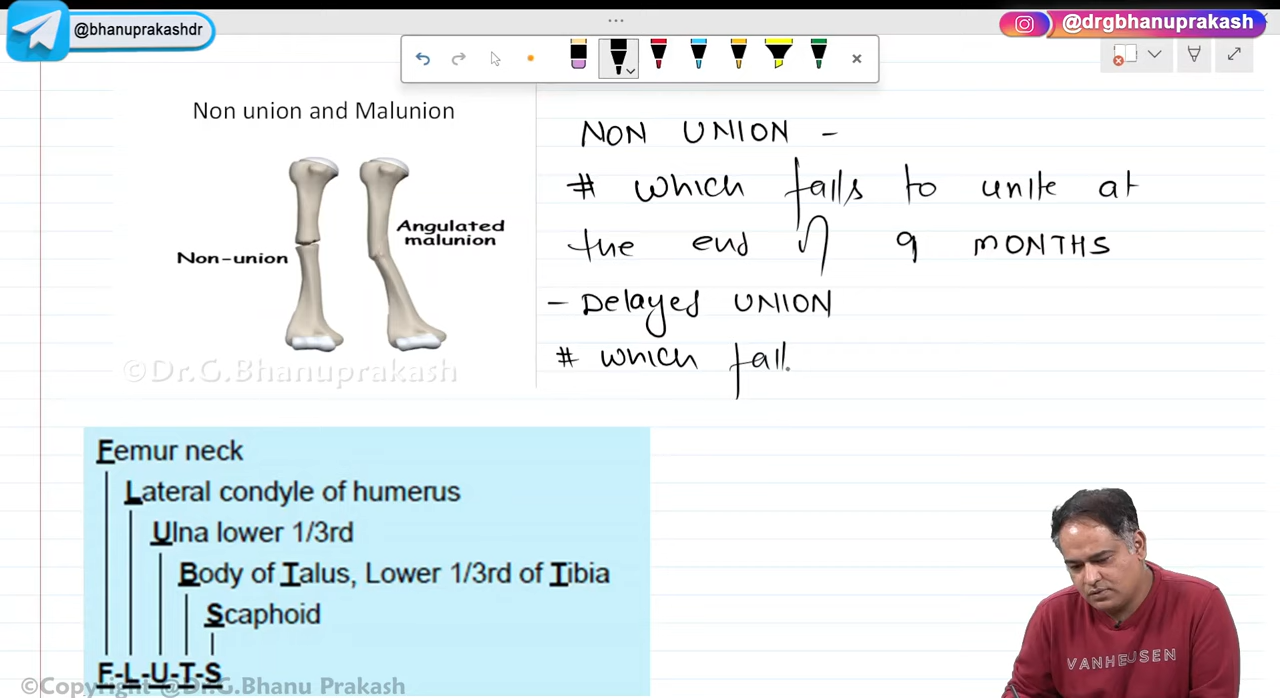 @bhanuprakashdr
@drgbhanuprakash
Non union and Malunion
Non-union
Angulated
malunion
©Dr.G.Bhanuprakash
NON UNION -
# which fails to unite at
the end of 9 MONTHS
- Delayed UNION
# which fail
Femur neck
Lateral condyle of humerus
Ulna lower 1/3rd
Body of Talus, Lower 1/3rd of Tibia
Scaphoid
F-L-U-T-S
©Copyright @Dr.G.Bhanu Prakash
VANHEUSEN